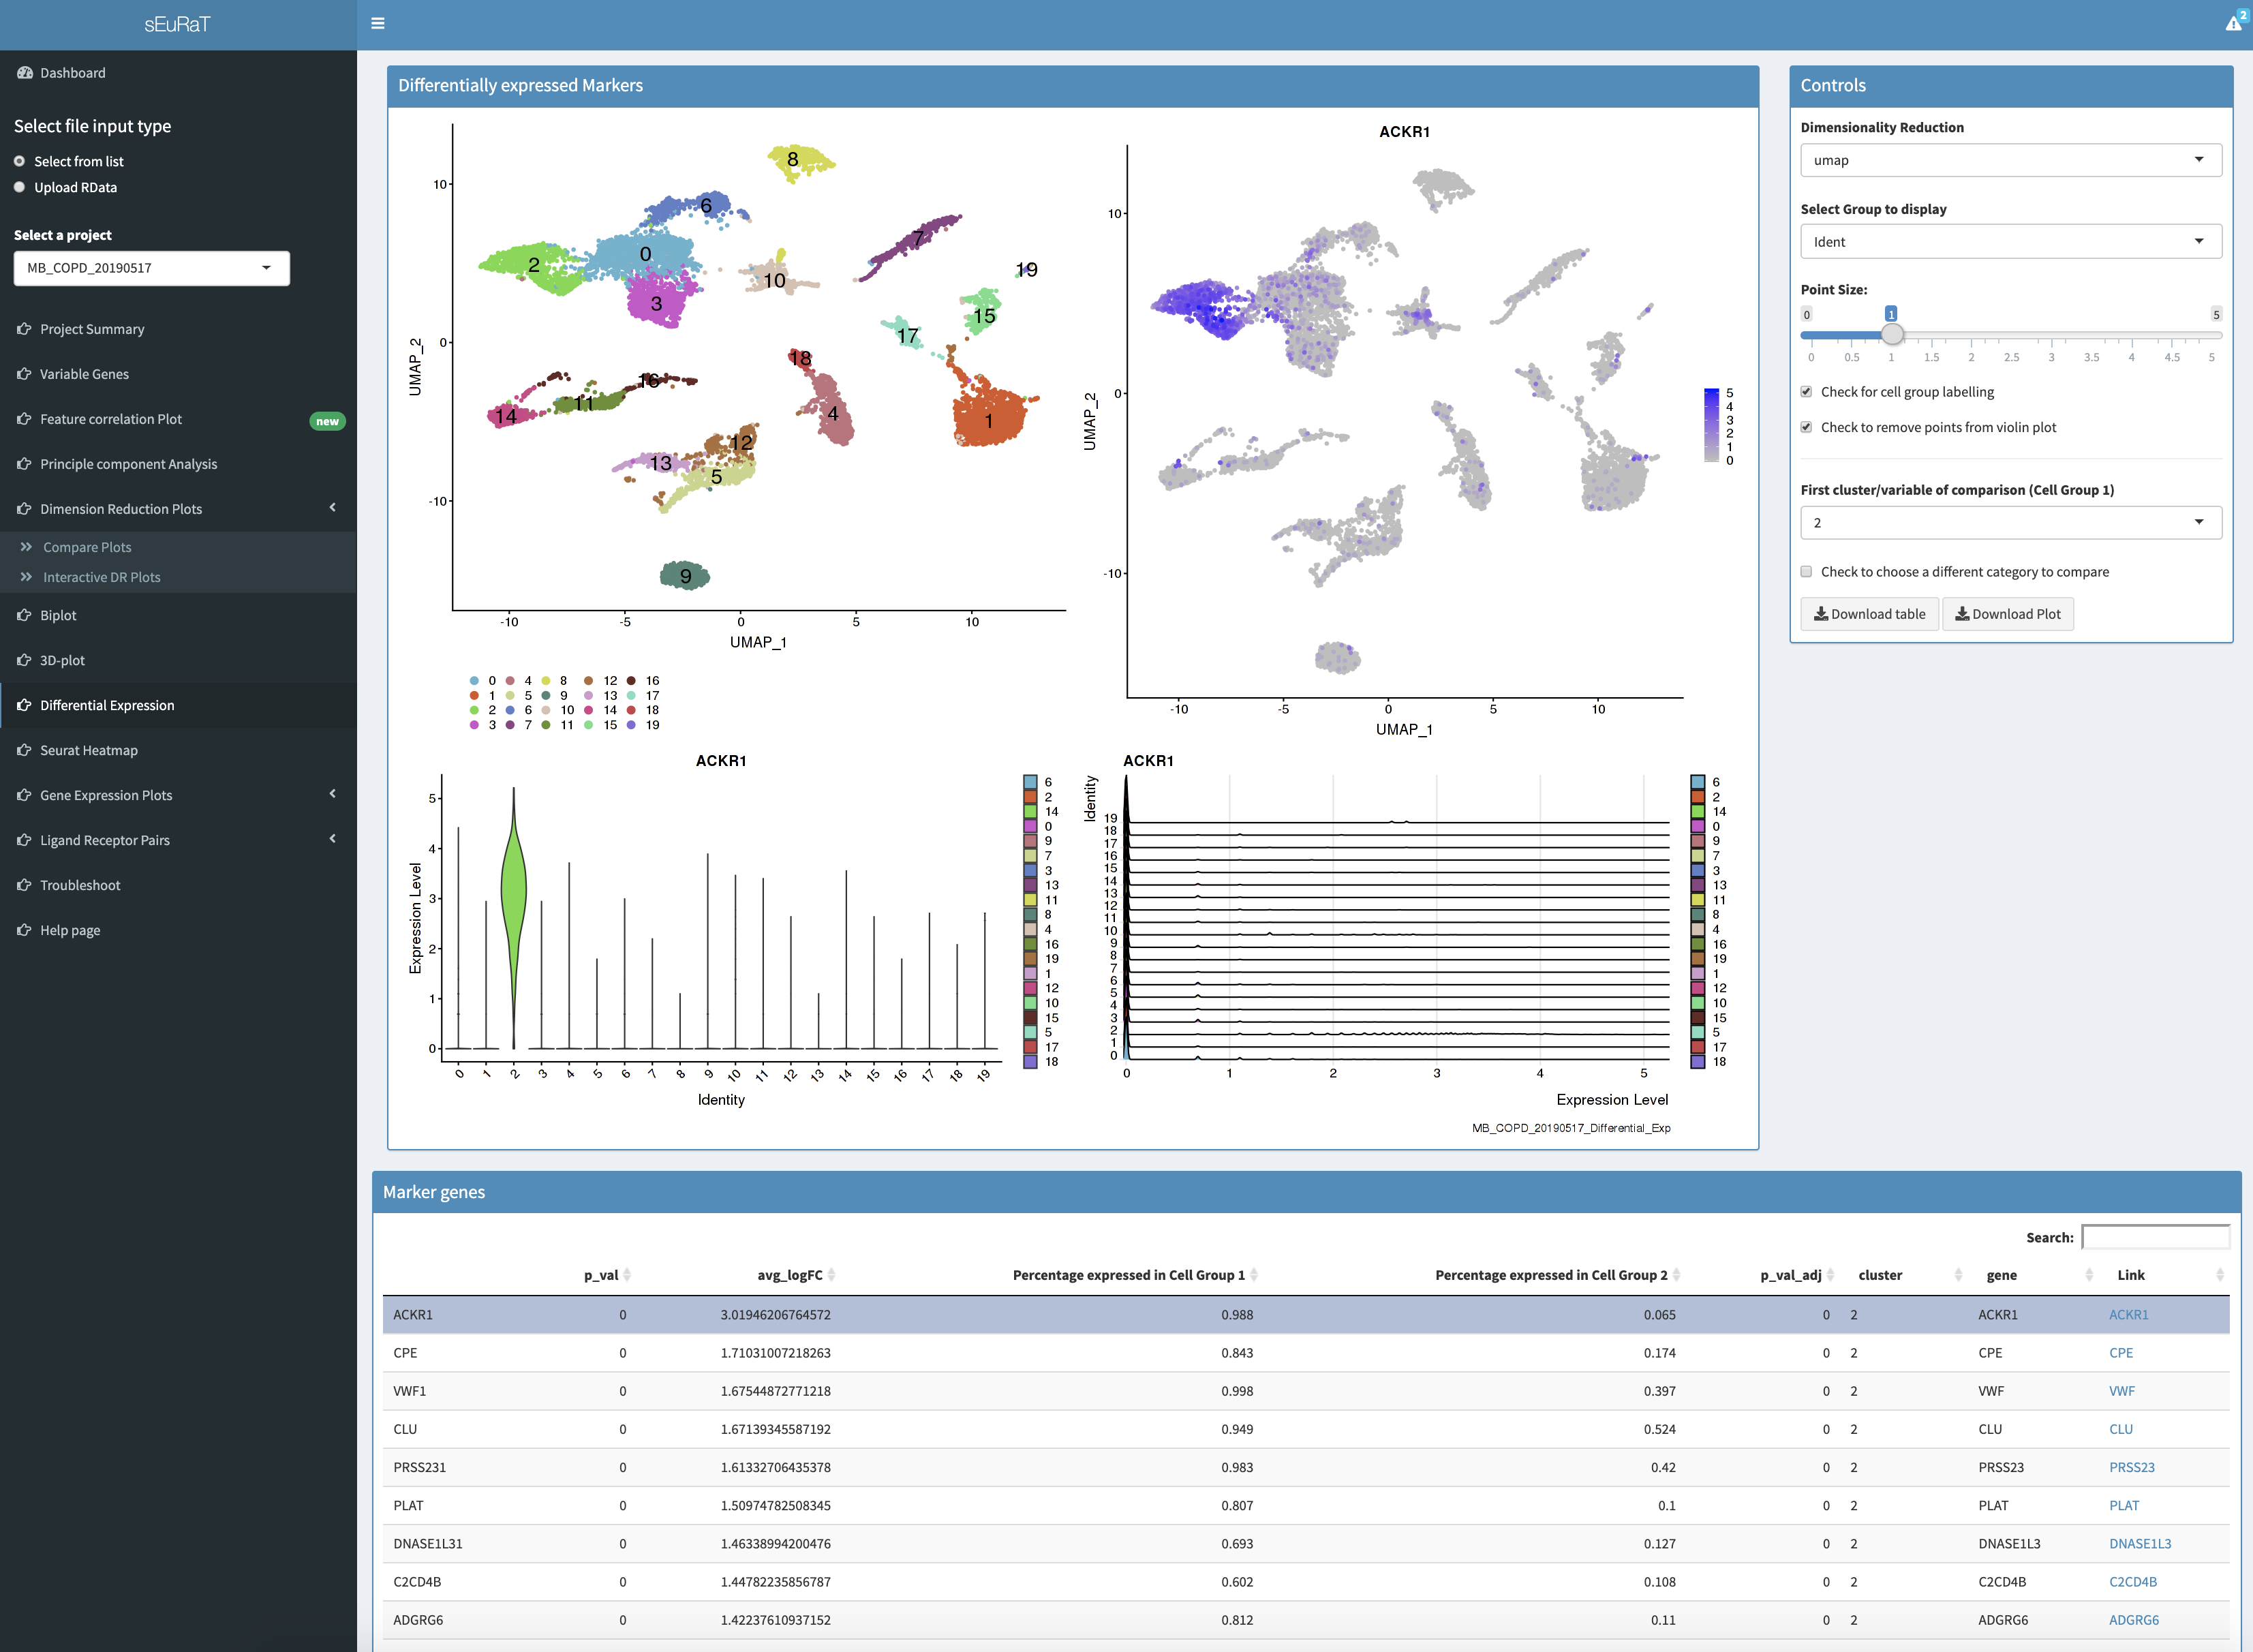 sEuRaT
2
Dashboard
Select file input type
Select from list
Upload RData
Select a project
MB_COPD_20190517
Project Summary
Variable Genes
Feature correlation Plot new
Principle component Analysis
Dimension Reduction Plots
Compare Plots
Interactive DR Plots
Biplot
3D-plot
Differential Expression
Seurat Heatmap
Gene Expression Plots
Ligand Receptor Pairs
Troubleshoot
Help page
Differentially expressed Markers
8
6
7
0
2
10
19
3
15
17
18
16
14
11
4
1
12
13
5
9
10
0
-10
UMAP_2
-10 -5 0 5 10
UMAP_1
0 4 8 12 16
1 5 9 13 17
2 6 10 14 18
3 7 11 15 19
ACKR1
10
0
-10
UMAP_2
-10 -5 0 5 10
UMAP_1
5
4
3
2
1
0
ACKR1
Expression Level
5
4
3
2
1
0
0 1 2 3 4 5 6 7 8 9 10 11 12 13 14 15 16 17 18 19
Identity
6
2
14
0
9
7
3
13
11
8
4
16
19
1
12
10
15
5
17
18
ACKR1
Identity
19
18
17
16
15
14
13
12
11
10
9
8
7
6
5
4
3
2
1
0
0 1 2 3 4 5
Expression Level
MB_COPD_20190517_Differential_Exp
6
2
14
0
9
7
3
13
11
8
4
16
19
1
12
10
15
5
17
18
Controls
Dimensionality Reduction
umap
Select Group to display
Ident
Point Size:
0 1 5
0 0.5 1 1.5 2 2.5 3 3.5 4 4.5 5
Check for cell group labelling
Check to remove points from violin plot
First cluster/variable of comparison (Cell Group 1)
2
Check to choose a different category to compare
Download table Download Plot
Marker genes
Search:
p_val avg_logFC Percentage expressed in Cell Group 1 Percentage expressed in Cell Group 2 p_val_adj cluster gene Link
ACKR1 0 3.01946206764572 0.988 0.065 0 2 ACKR1 ACKR1
CPE 0 1.71031007218263 0.843 0.174 0 2 CPE CPE
VWF1 0 1.67544872771218 0.998 0.397 0 2 VWF VWF
CLU 0 1.67139345587192 0.949 0.524 0 2 CLU CLU
PRSS231 0 1.61332706435378 0.983 0.42 0 2 PRSS23 PRSS23
PLAT 0 1.50974782508345 0.807 0.1 0 2 PLAT PLAT
DNASE1L31 0 1.46338994200476 0.693 0.127 0 2 DNASE1L3 DNASE1L3
C2CD4B 0 1.44782235856787 0.602 0.108 0 2 C2CD4B C2CD4B
ADGRG6 0 1.42237610937152 0.812 0.11 0 2 ADGRG6 ADGRG6